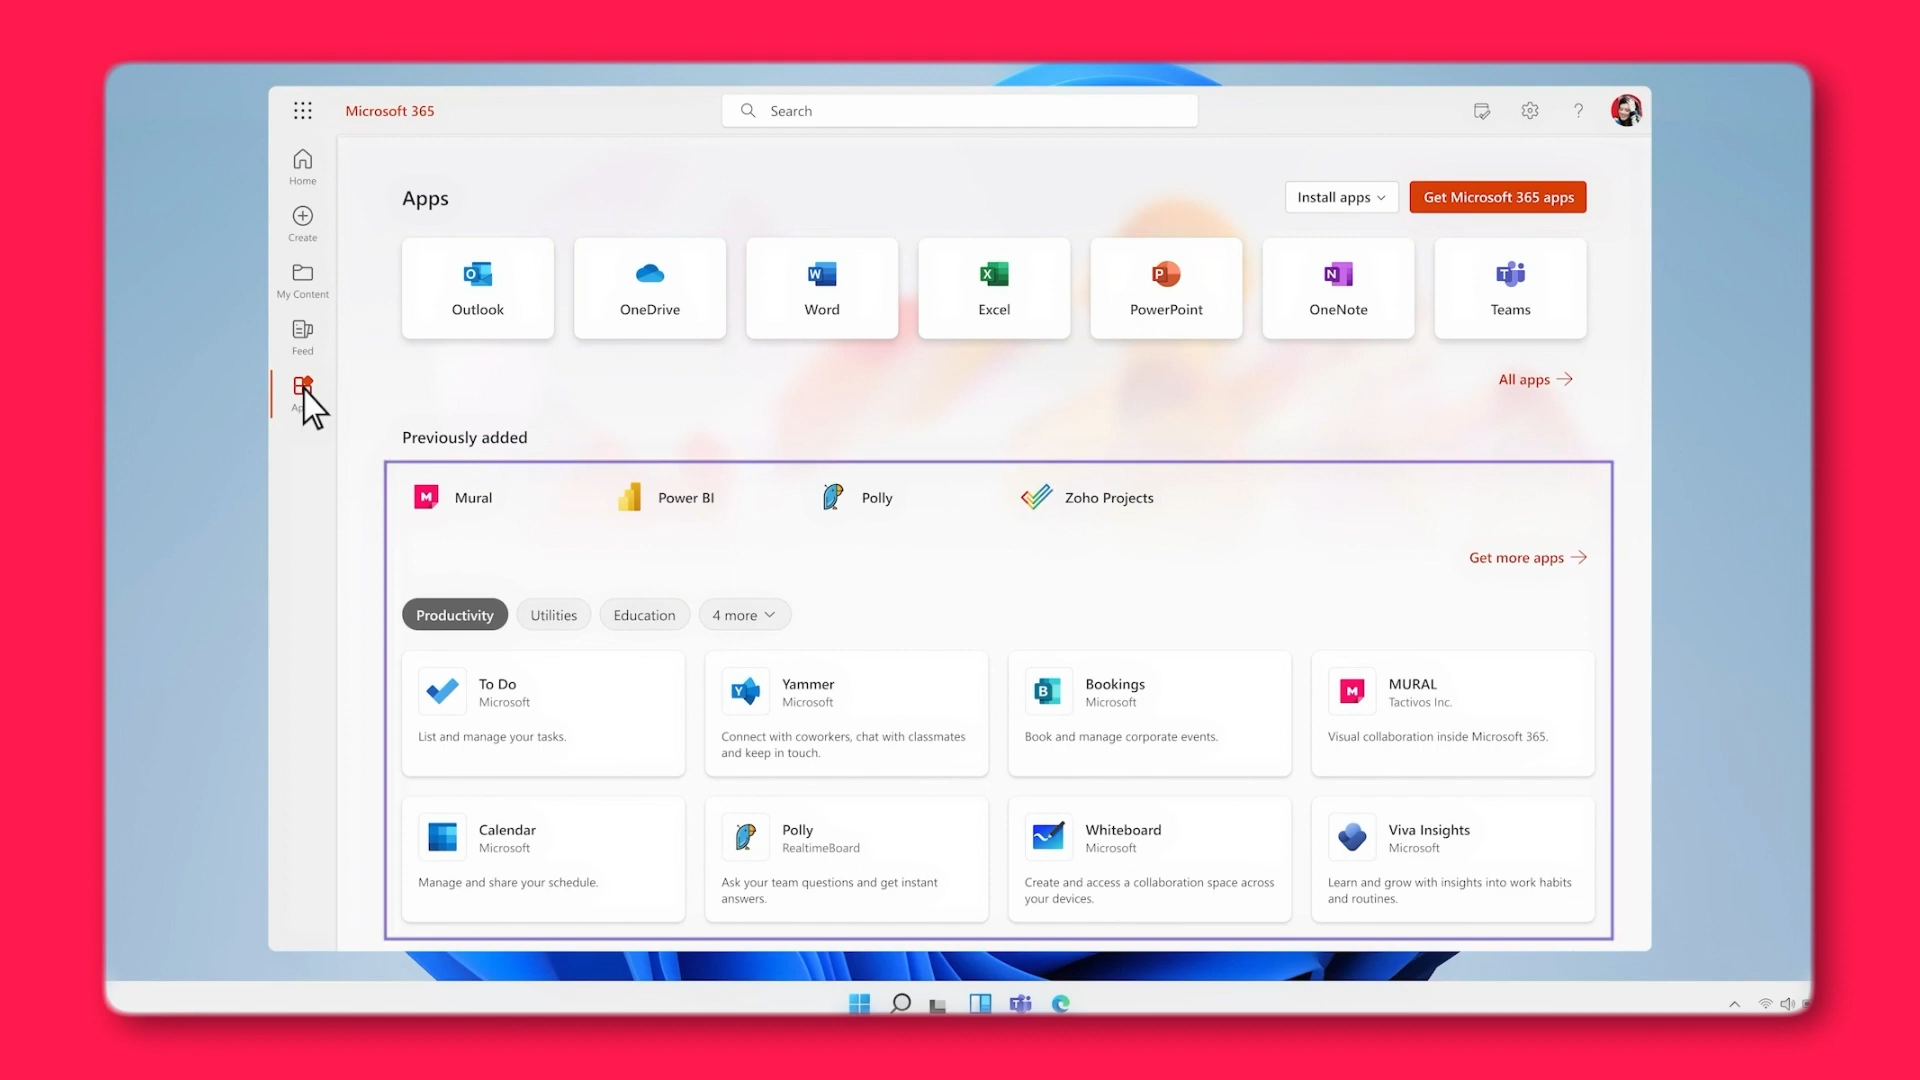 Microsoft 365
Search
?
Home
Create
My Content
Feed
Apps
Install apps
Get Microsoft 365 apps
Outlook
OneDrive
Word
Excel
PowerPoint
OneNote
Teams
All apps
Previously added
Mural
Power BI
Polly
Zoho Projects
Get more apps
Productivity
Utilities
Education
4 more
To Do
Microsoft
List and manage your tasks.
Yammer
Microsoft
Connect with coworkers, chat with classmates
and keep in touch.
Bookings
Microsoft
Book and manage corporate events.
MURAL
Tactivos Inc.
Visual collaboration inside Microsoft 365.
Calendar
Microsoft
Manage and share your schedule.
Polly
RealtimeBoard
Ask your team questions and get instant
answers.
Whiteboard
Microsoft
Create and access a collaboration space across
your devices.
Viva Insights
Microsoft
Learn and grow with insights into work habits
and routines.